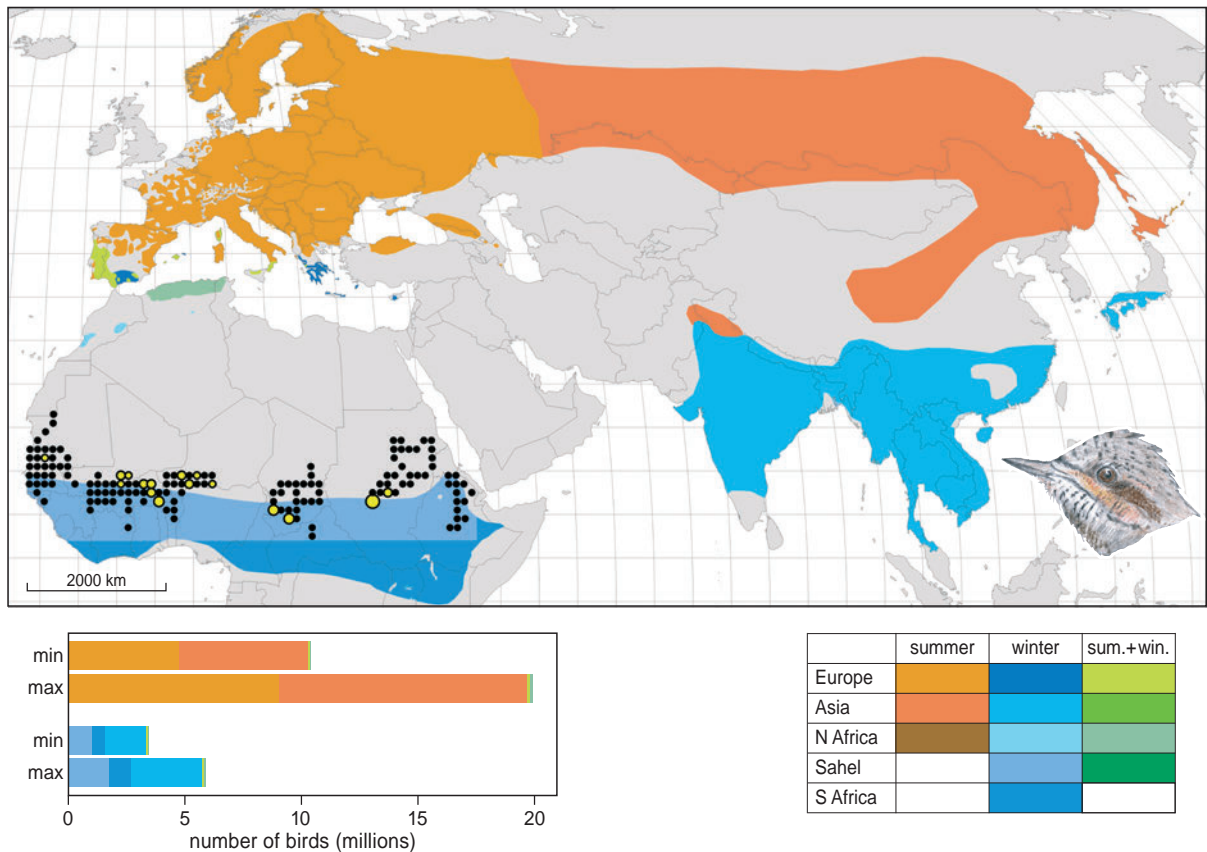 2000 km
min
max
min
max
0 5 10 15 20
number of birds (millions)
summer winter sum.+win.
Europe
Asia
N Africa
Sahel
S Africa